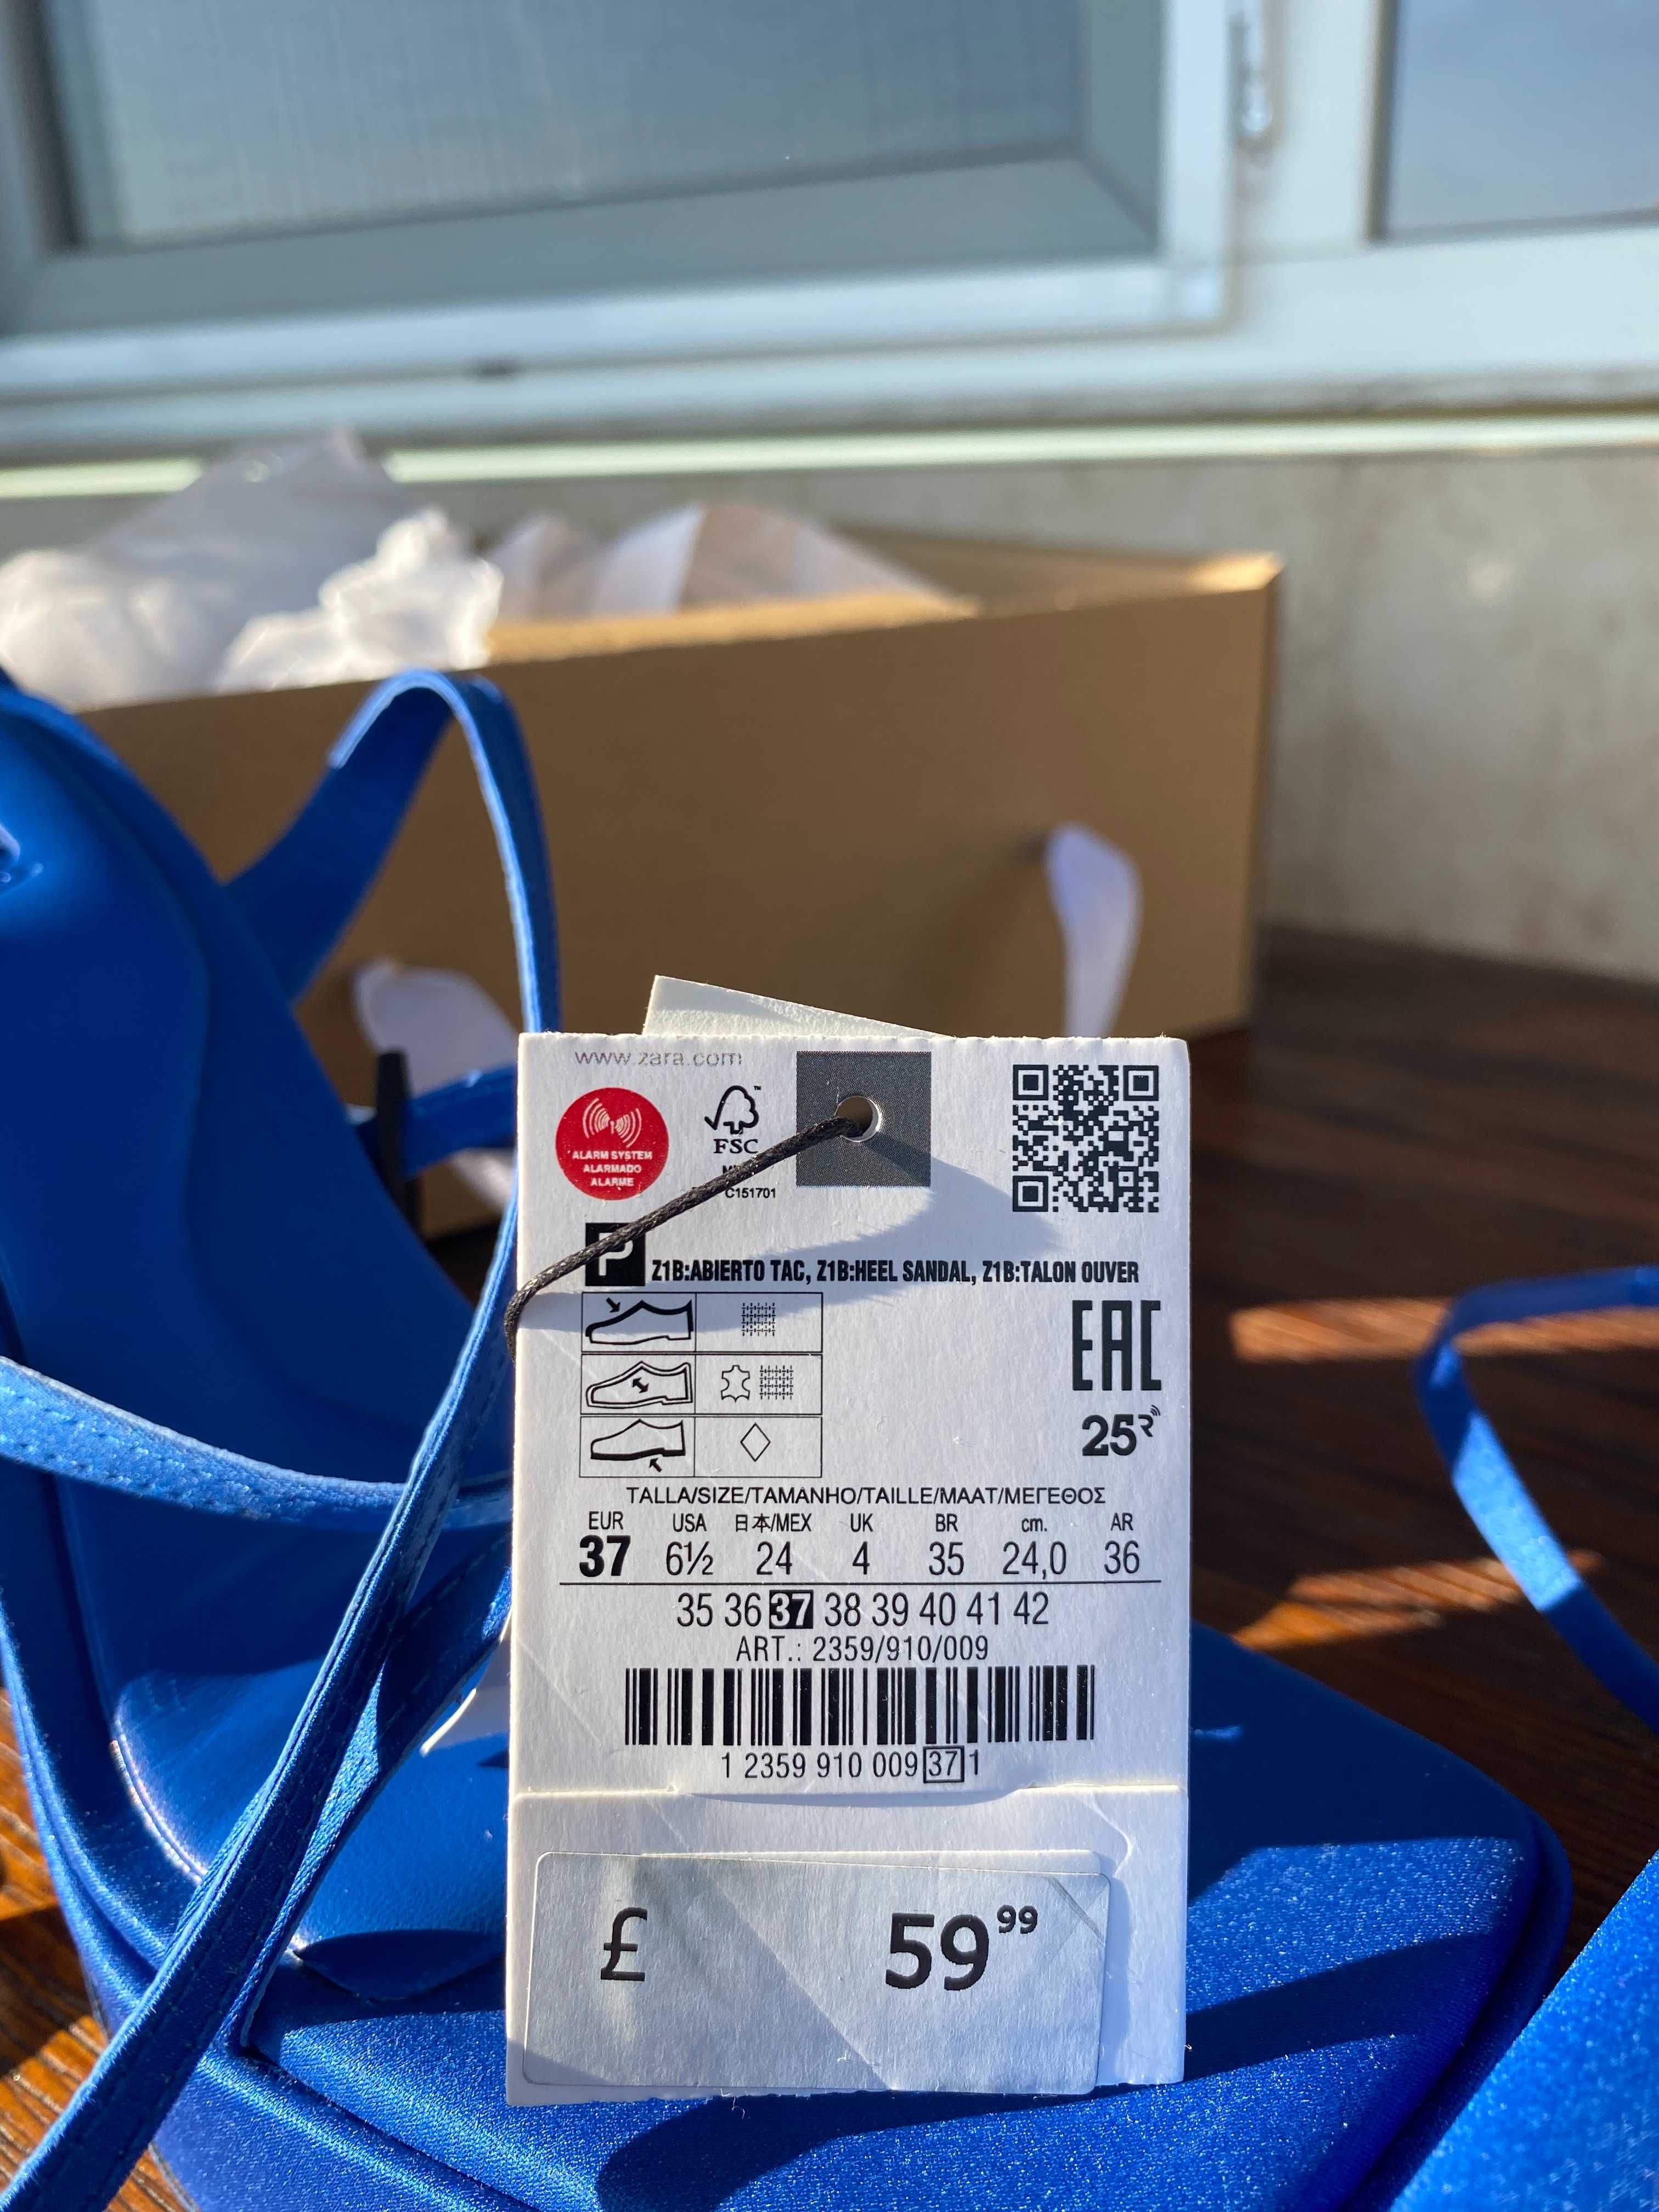 www.zara.com
ALARM SYSTEM
ALARMADO
ALARME
FSC
C151701
P
Z1B:ABIERTO TAC, Z1B:HEEL SANDAL, Z1B:TALON OUVER
EAC
25R
TALLA/SIZE/TAMANHO/TAILLE/MAAT/ΜΕΓΕΘΟΣ
EUR USA 日本/MEX UK BR cm. AR
37 6½ 24 4 35 24,0 36
35 36 37 38 39 40 41 42
ART.: 2359/910/009
1 2359 910 009 37 1
£ 59 99